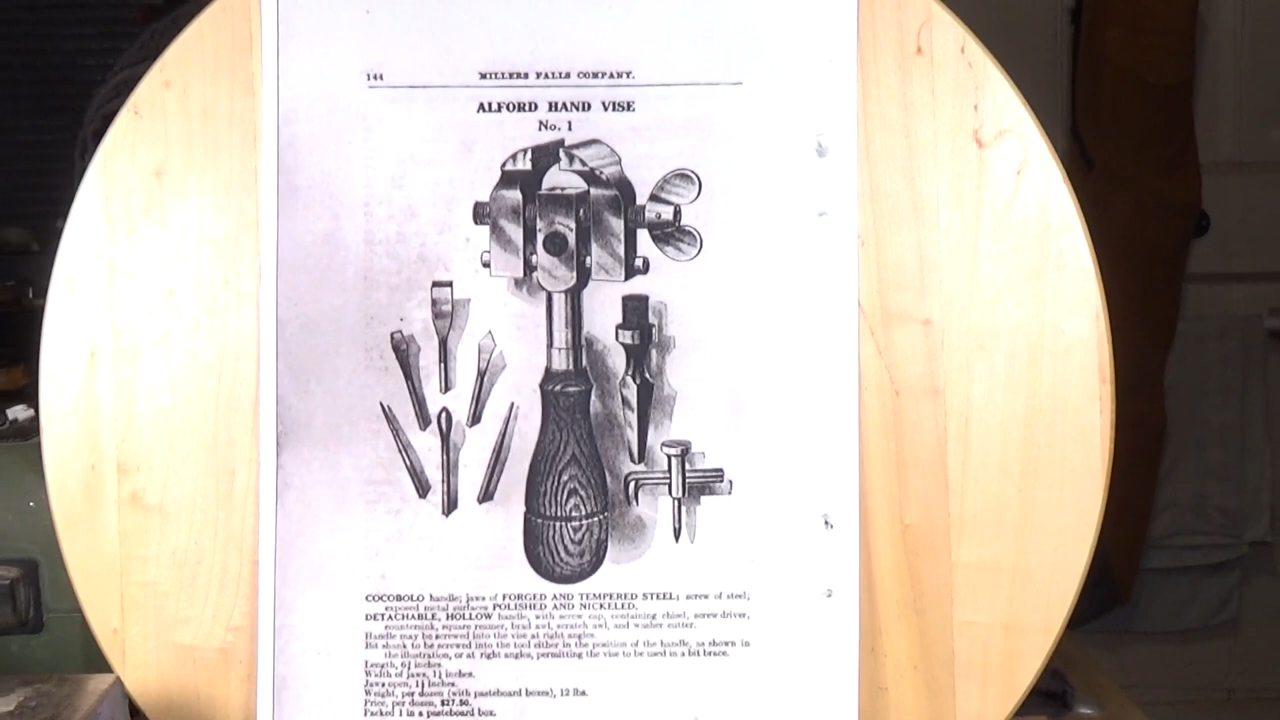 144 MILLERS FALLS COMPANY.
ALFORD HAND VISE
No. 1
COCOBOLO handle; jaws of FORGED AND TEMPERED STEEL; screw of steel;
exposed metal surfaces POLISHED AND NICKELED.
DETACHABLE, HOLLOW handle, with screw cap, containing chisel, screw driver,
countersink, square reamer, brad awl, scratch awl, and washer cutter.
Handle may be screwed into the vise at right angles.
Bit shank to be screwed into the tool either in the position of the handle, as shown in
the illustration, or at right angles, permitting the vise to be used in a bit brace.
Length, 6½ inches.
Width of jaws, 1¼ inches.
Jaws open, inches.
Weight, per dozen (with pasteboard boxes), 12 lbs.
Price, per dozen, $27.50.
Packed 1 in a pasteboard box.